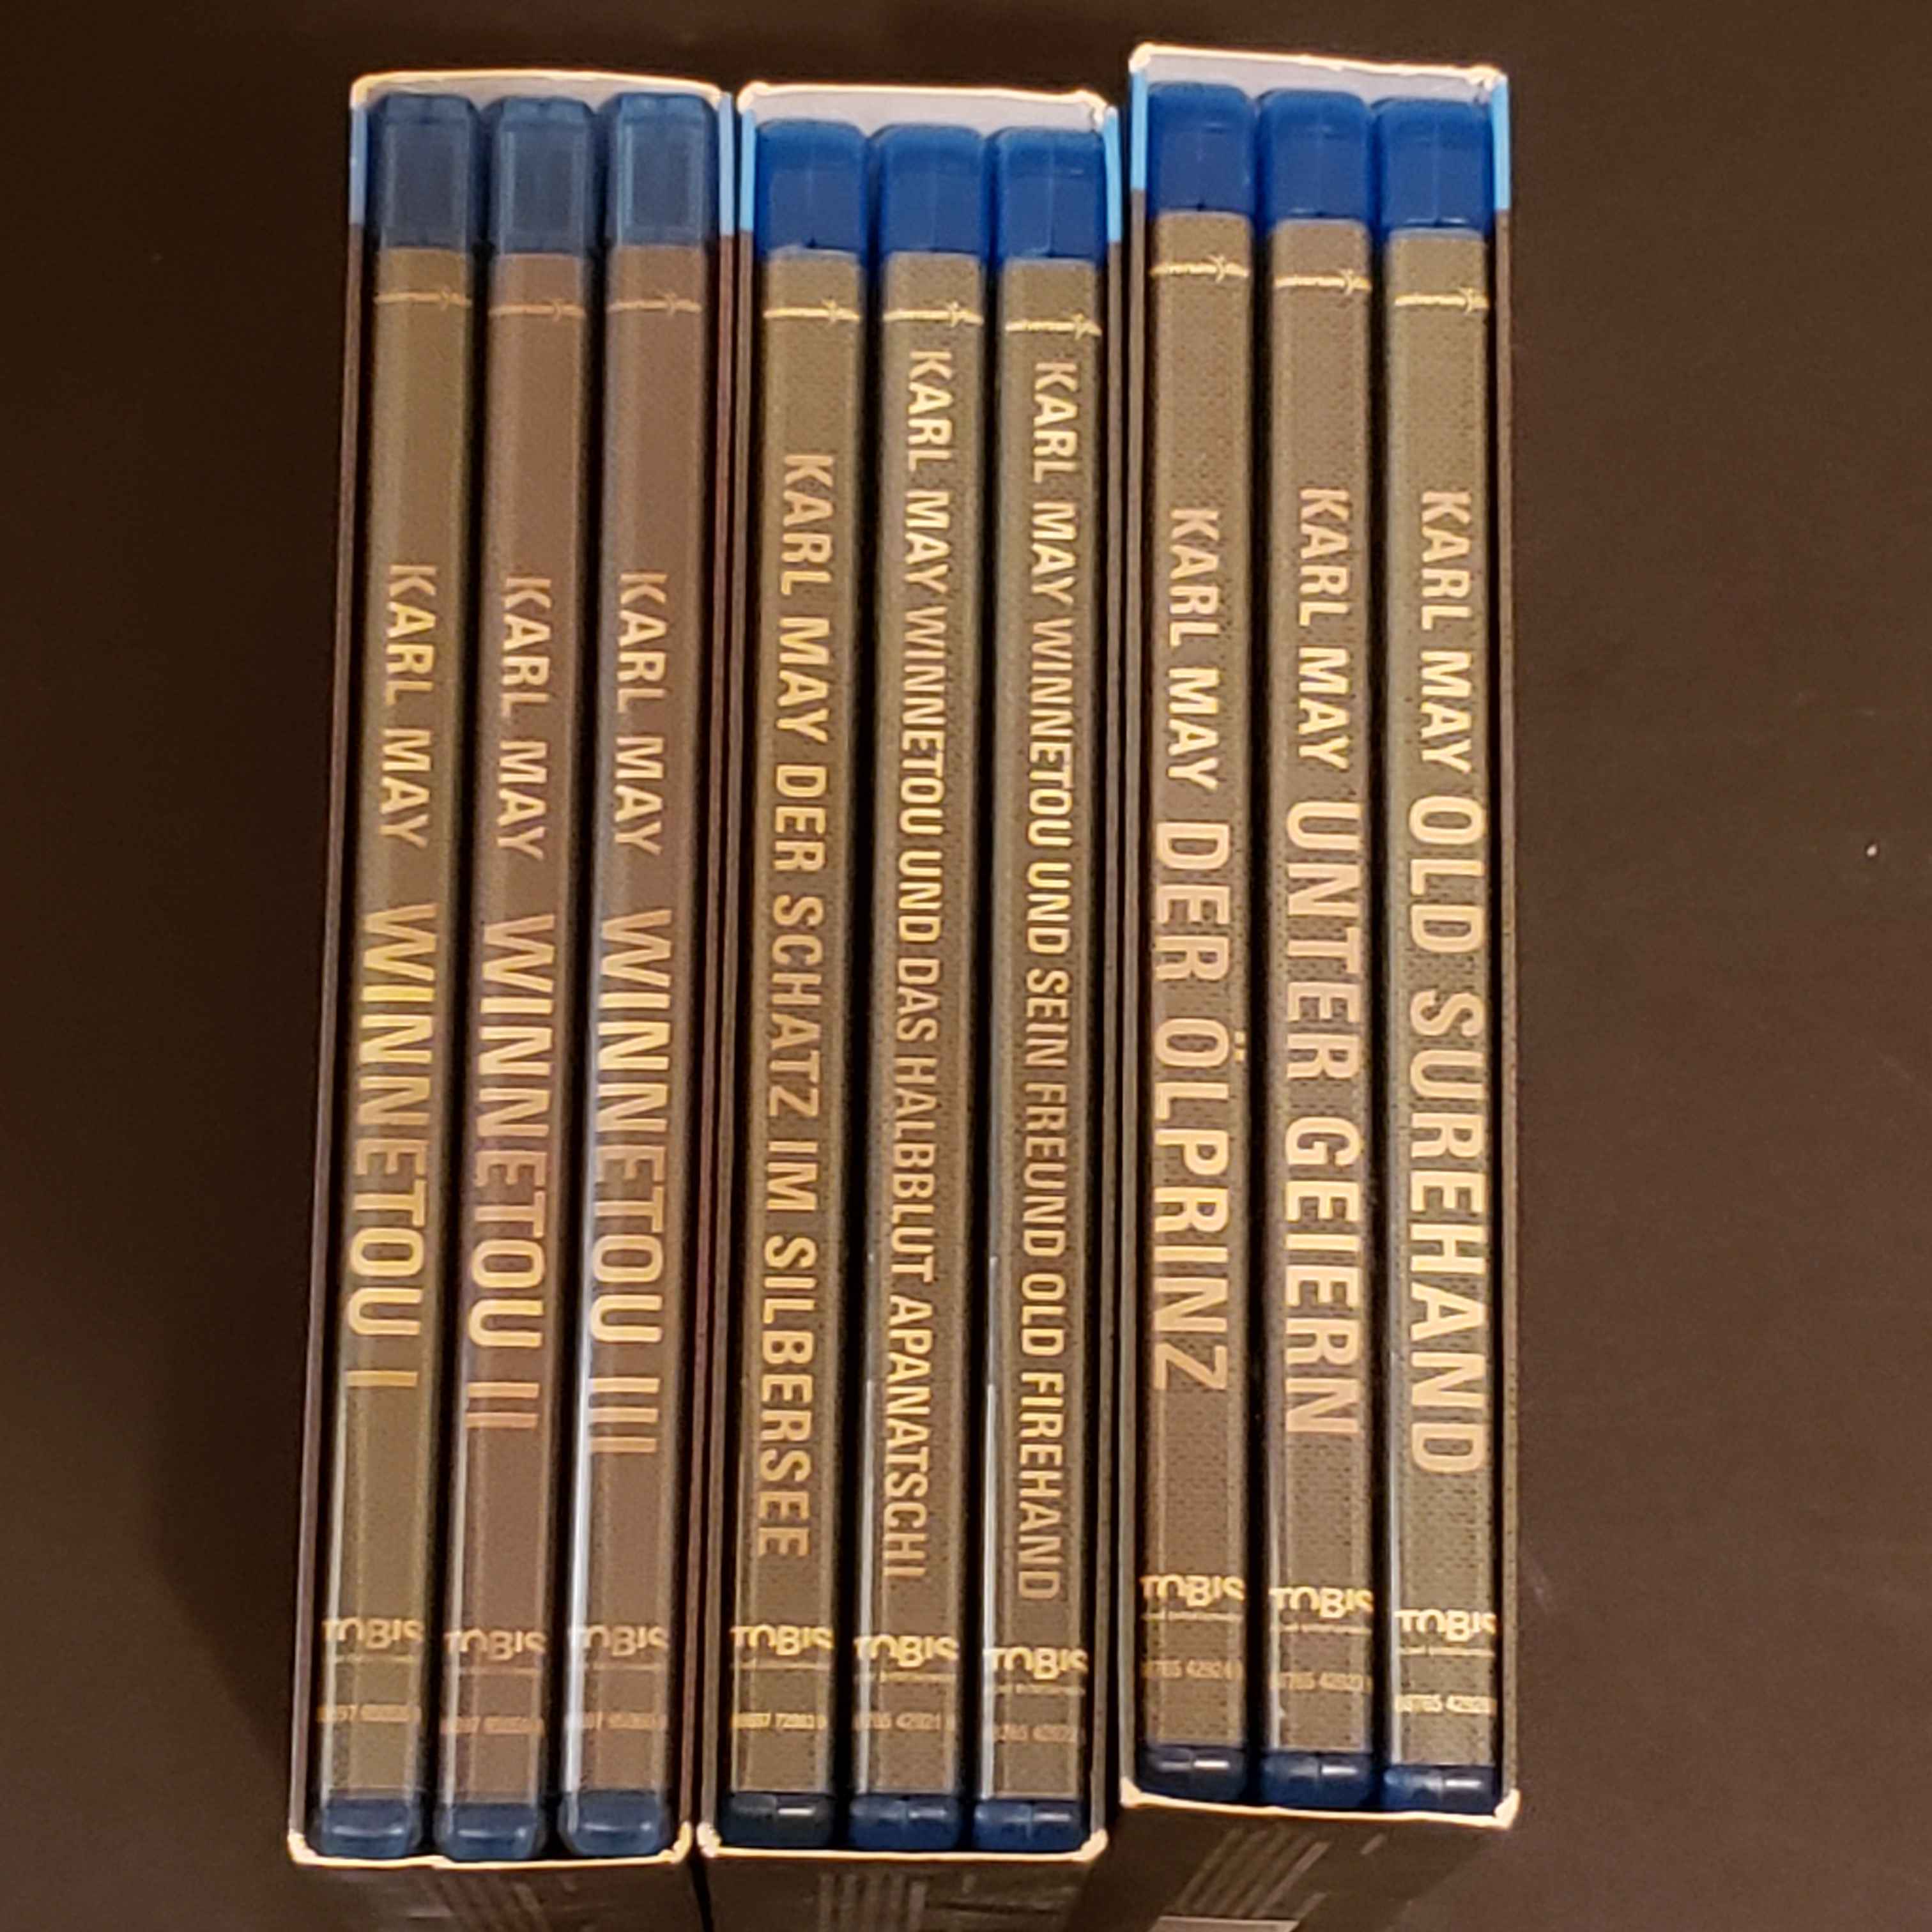 KARL MAY WINNETOU I
TOBIS
KARL MAY WINNETOU II
TOBIS
KARL MAY WINNETOU III
TOBIS
KARL MAY DER SCHATZ IM SILBERSEE
TOBIS
KARL MAY WINNETOU UND DAS HALBBLUT APANATSCHI
TOBIS
KARL MAY WINNETOU UND SEIN FREUND OLD FIREHAND
TOBIS
KARL MAY DER ÖLPRINZ
TOBIS
KARL MAY UNTER GEIERN
TOBIS
KARL MAY OLD SUREHAND
TOBIS